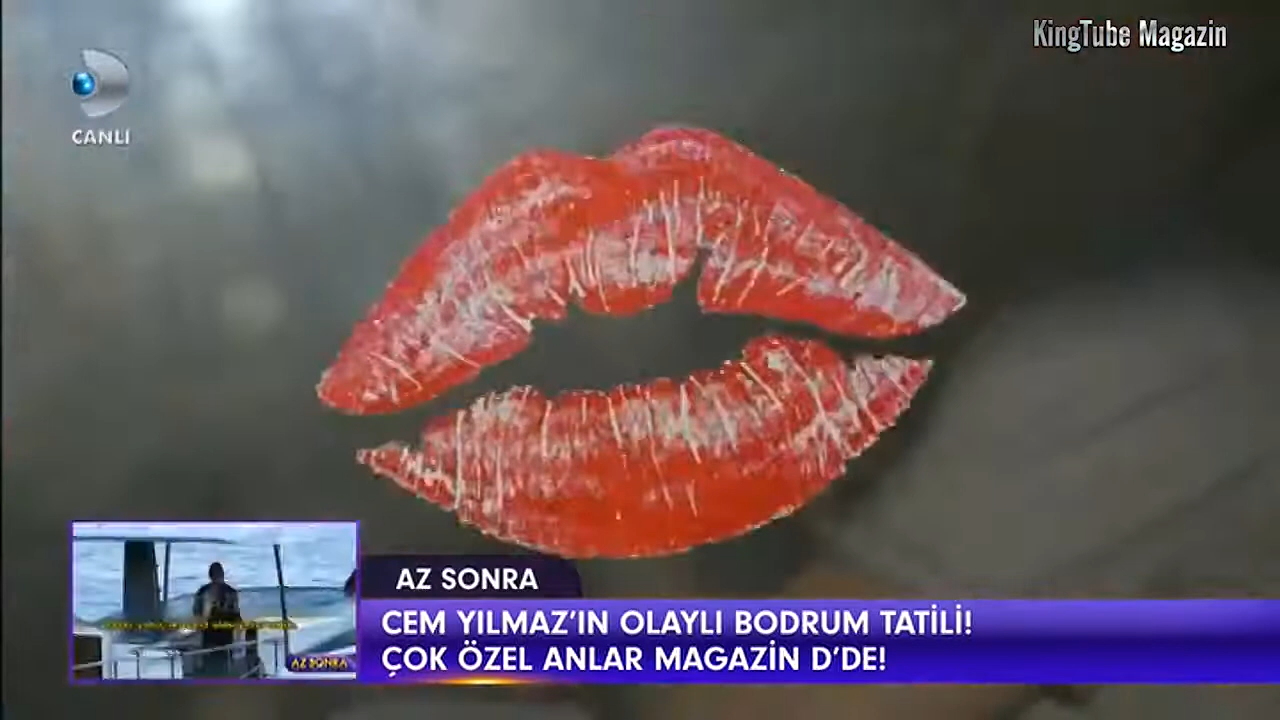 KingTube Magazin
CANLI
AZ SONRA
CEM YILMAZ'IN OLAYLI BODRUM TATİLİ!
ÇOK ÖZEL ANLAR MAGAZİN D'DE!
AZ SONRA